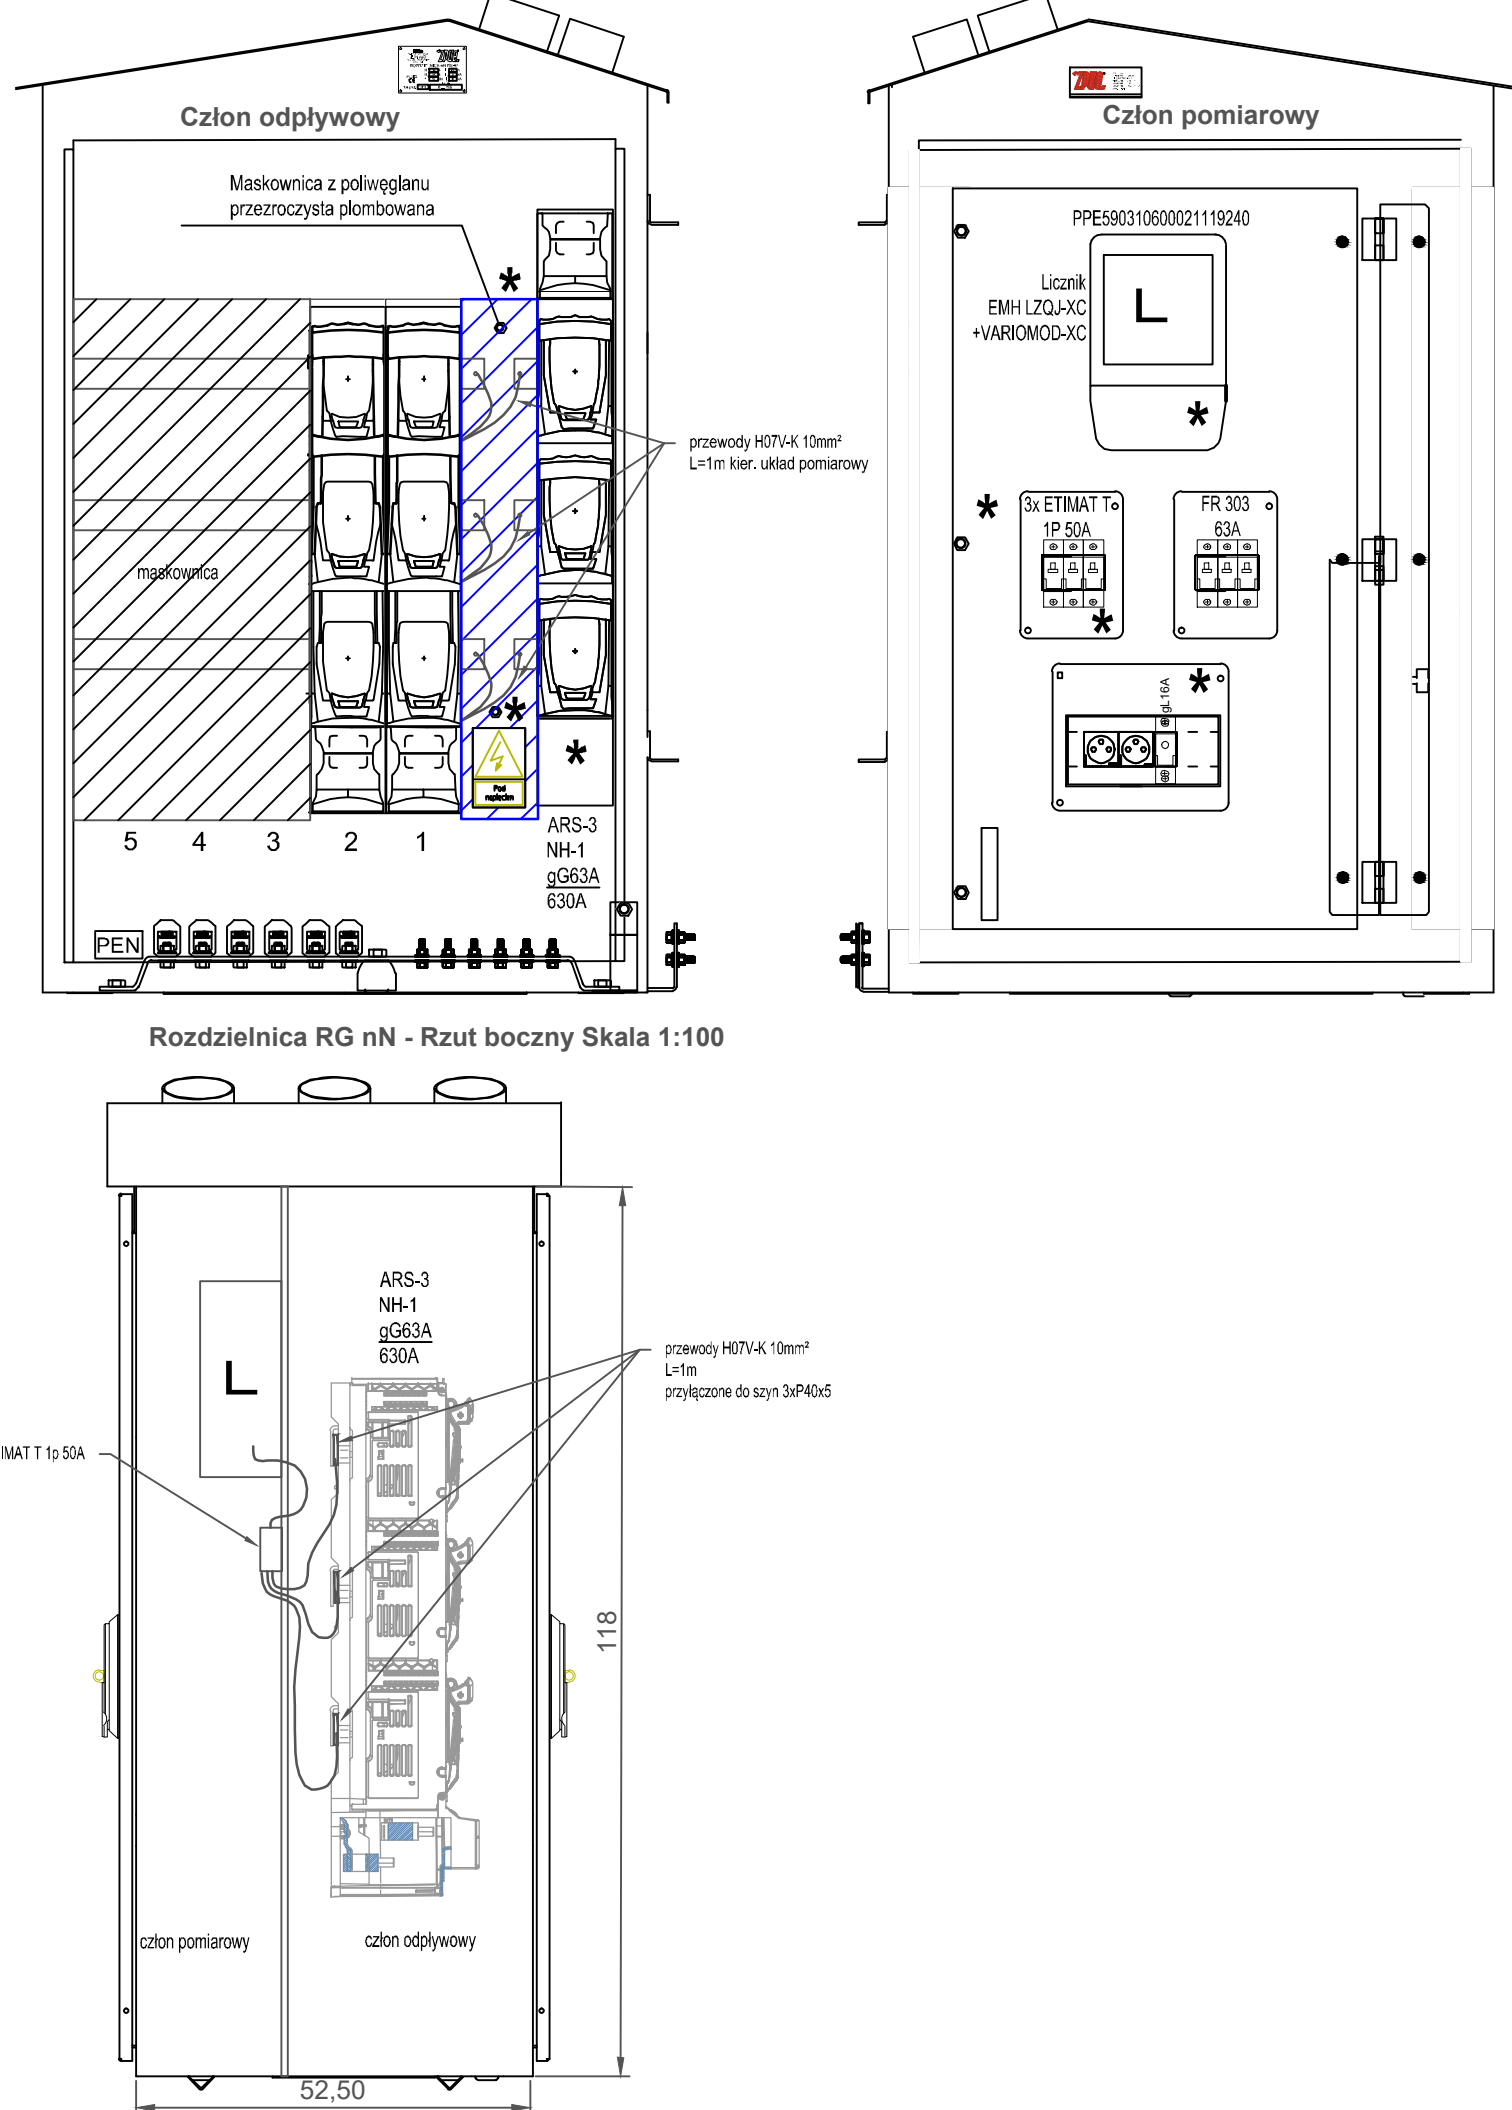 Człon odpływowy
Maskownica z poliwęglanu
przezroczysta plombowana
maskownica
5 4 3 2 1
Pod
napięciem
ARS-3
NH-1
gG63A
630A
PEN
przewody H07V-K 10mm²
L=1m kier. układ pomiarowy
ZPUE
Człon pomiarowy
PPE590310600021119240
Licznik
EMH LZQJ-XC
+VARIOMOD-XC
L
3x ETIMAT T
1P 50A
FR 303
63A
gL16A
Rozdzielnica RG nN - Rzut boczny Skala 1:100
ARS-3
NH-1
gG63A
630A
L
przewody H07V-K 10mm²
L=1m
przyłączone do szyn 3xP40x5
IMAT T 1p 50A
118
człon pomiarowy
człon odpływowy
52,50